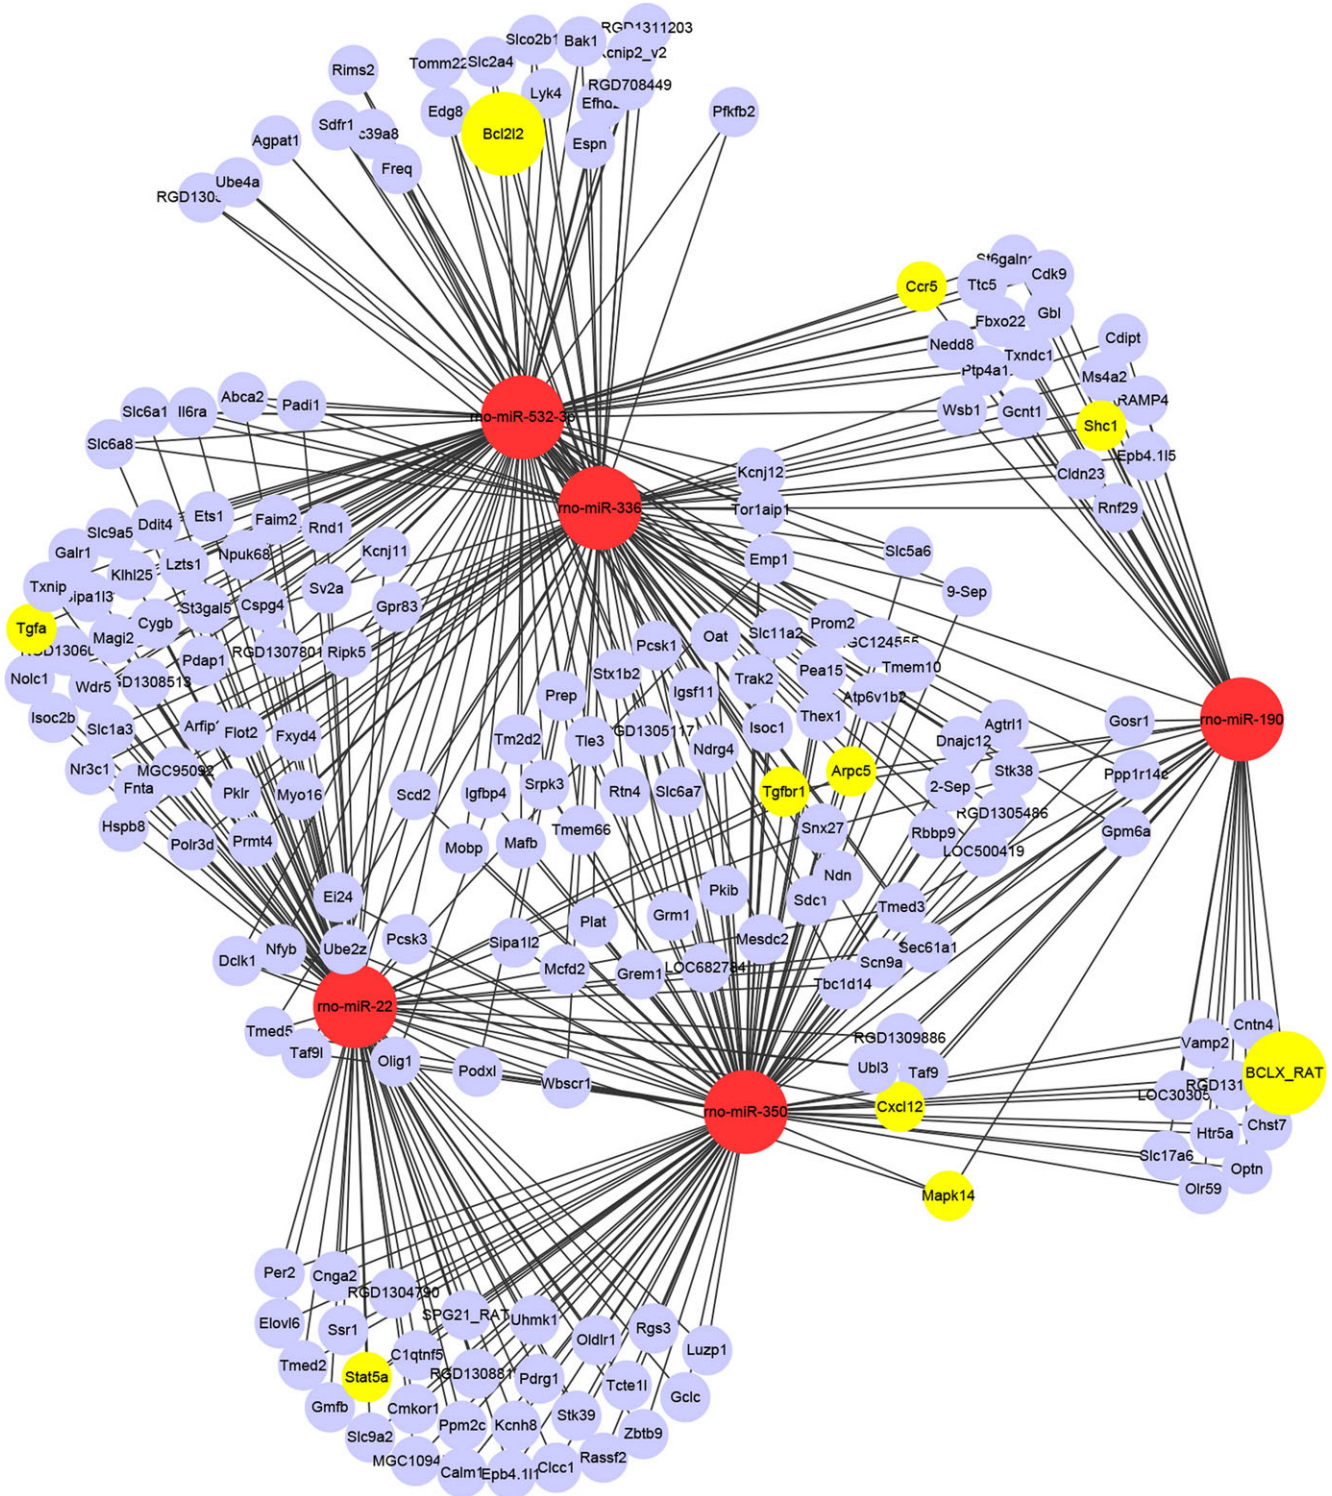 RGD1311203
Slco2b1
Bak1
Kcnip2_v2
Rims2
Tomm22
Slc2a4
RGD708449
Lyk4
Edg8
Pfkfb2
Sdfr1
Bcl2l2
Agpat1
Espn
Freq
Ube4a
Cdk9
Ttc5
Ccr5
Gbl
Fbxo22
Cdipt
Nedd8
Txndc1
Ms4a2
Slc6a1
Il6ra
Abca2
Padi1
RAMP4
Wsb1
Gcnt1
rno-miR-532-3p
Shc1
Slc6a8
Epb4.1l5
Kcnj12
Cldn23
rno-miR-336
Rnf29
Tor1aip1
Ets1
Ddit4
Faim2
Rnd1
Slc9a5
Kcnj11
Slc5a6
Galr1
Npuk68
Emp1
Lzts1
Klhl25
Txnip
Sv2a
9-Sep
St3gal5
Cspg4
Gpr83
Cygb
Tgfa
Magi2
Prom2
Slc11a2
Oat
Pcsk1
RGD1307801
Ripk5
Pdap1
Pea15
Tmem10
Nolc1
Wdr5
Stx1b2
Trak2
Igsf11
Prep
Atp6v1b2
Isoc2b
Thex1
Agtrl1
Gosr1
rno-miR-190
Slc1a3
Flot2
Fxyd4
Isoc1
Tm2d2
Tle3
Dnajc12
Ndrg4
Nr3c1
MGC95092
Arpc5
Stk38
Ppp1r14c
Fnta
Pklr
Myo16
Srpk3
2-Sep
Tgfbr1
Scd2
Igfbp4
Rtn4
Slc6a7
RGD1305486
Hspb8
Snx27
Tmem66
Gpm6a
Polr3d
Prmt4
Mobp
Mafb
Rbbp9
LOC500419
Ndn
Pkib
Ei24
Sdc1
Tmed3
Plat
Grm1
Nfyb
Ube2z
Pcsk3
Sipa1l2
Mesdc2
Sec61a1
Dclk1
Mcfd2
Grem1
LOC682784
Scn9a
Tbc1d14
rno-miR-22
Tmed5
RGD1309886
Cntn4
Vamp2
Taf9l
Olig1
Podxl
Wbscr1
Ubl3
Taf9
BCLX_RAT
Cxcl12
rno-miR-350
Chst7
Htr5a
Slc17a6
Optn
Mapk14
Olr59
Per2
Cnga2
RGD1304790
SPG21_RAT
Elovl6
Ssr1
Uhmk1
Rgs3
Oldlr1
Luzp1
C1qtnf5
Tmed2
Stat5a
Pdrg1
Tcte1l
Gclc
Gmfb
Cmkor1
Stk39
Ppm2c
Kcnh8
Zbtb9
Slc9a2
Rassf2
Clcc1
Calm1
Epb4.1l1